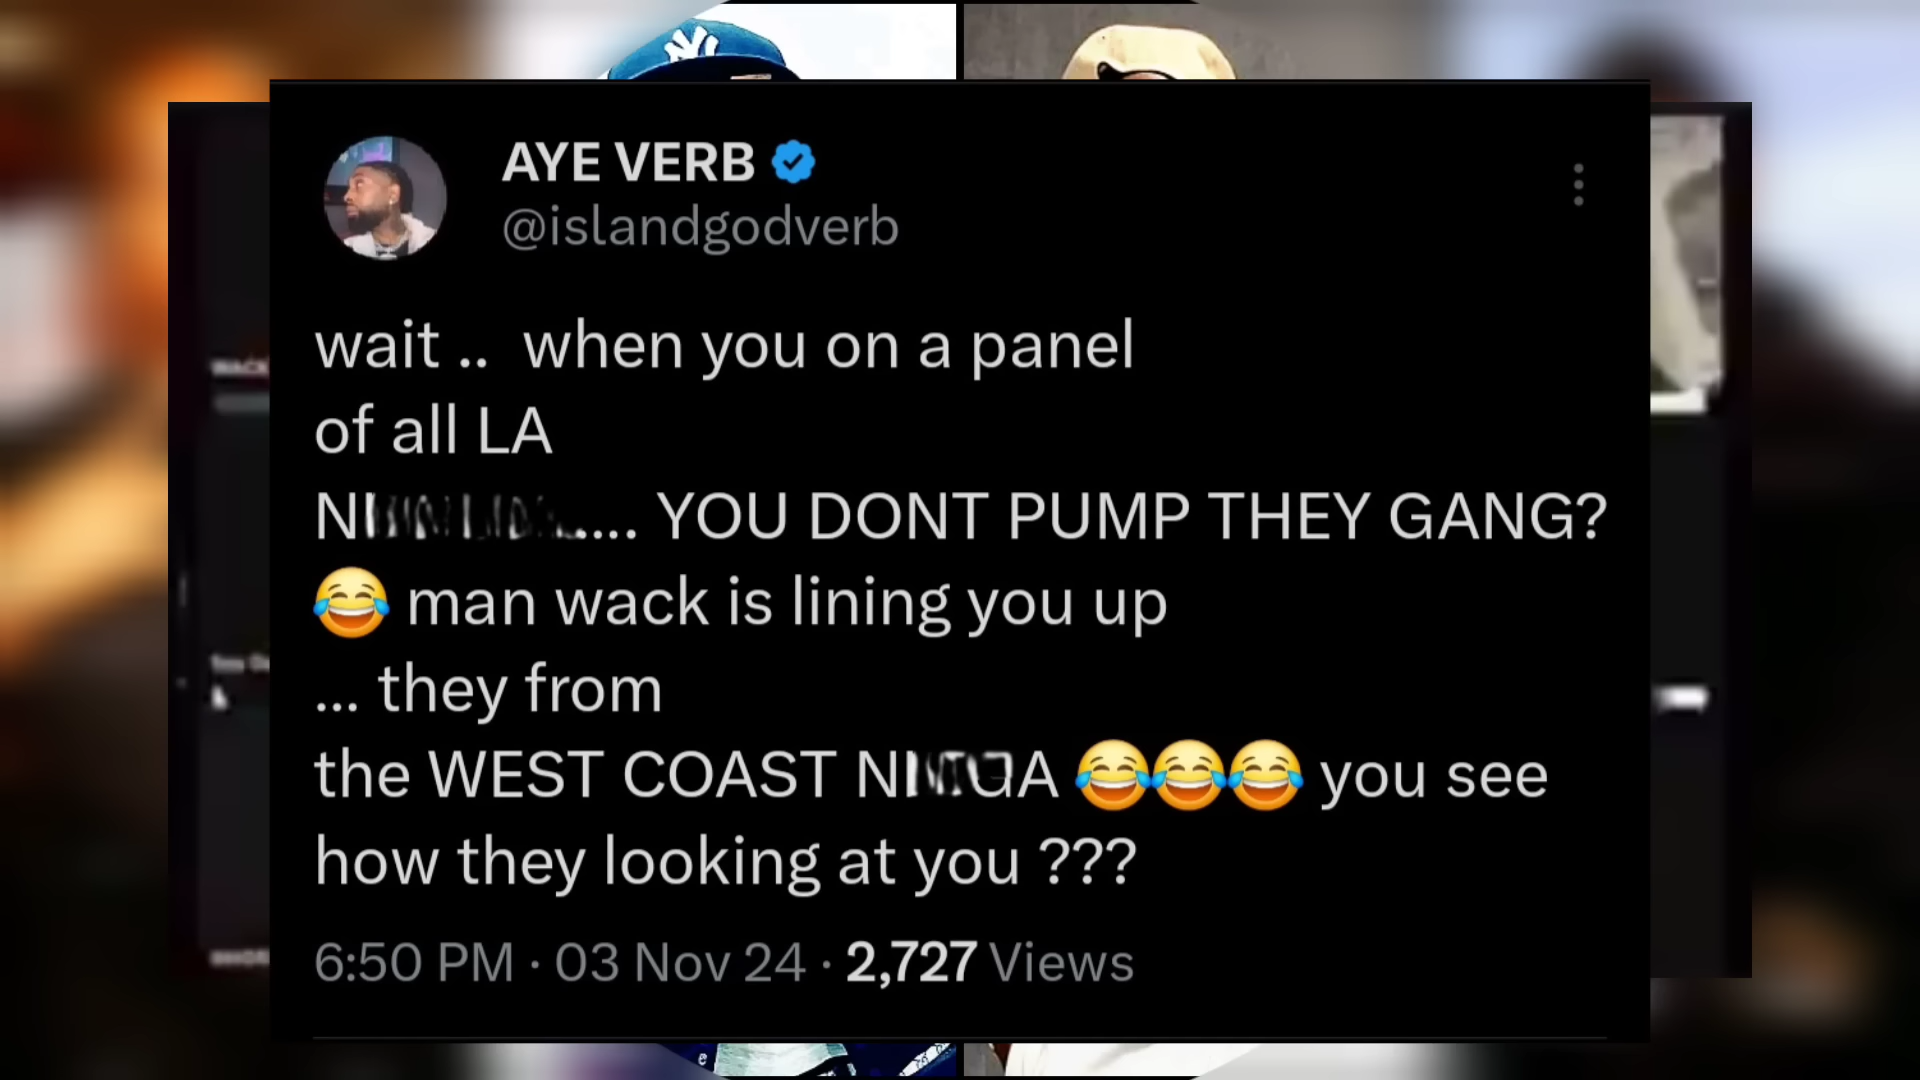 AYE VERB
@islandgodverb
wait .. when you on a panel
of all LA
YOU DONT PUMP THEY GANG?
😂 man wack is lining you up
... they from
the WEST COAST 😂😂😂 you see
how they looking at you ???
6:50 PM · 03 Nov 24 · 2,727 Views